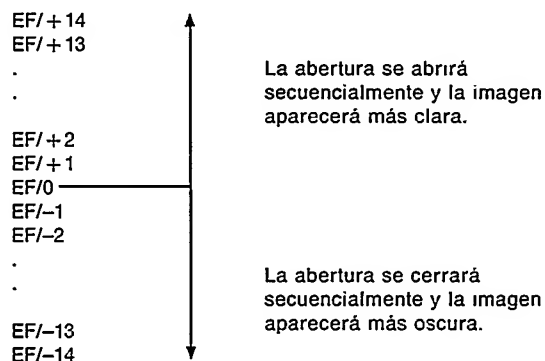 EF/+14
EF/+13
.
.
La abertura se abrirá
secuencialmente y la imagen
aparecerá más clara.
EF/+2
EF/+1
EF/0
EF/–1
EF/–2
.
.
La abertura se cerrará
secuencialmente y la imagen
aparecerá más oscura.
EF/–13
EF/–14